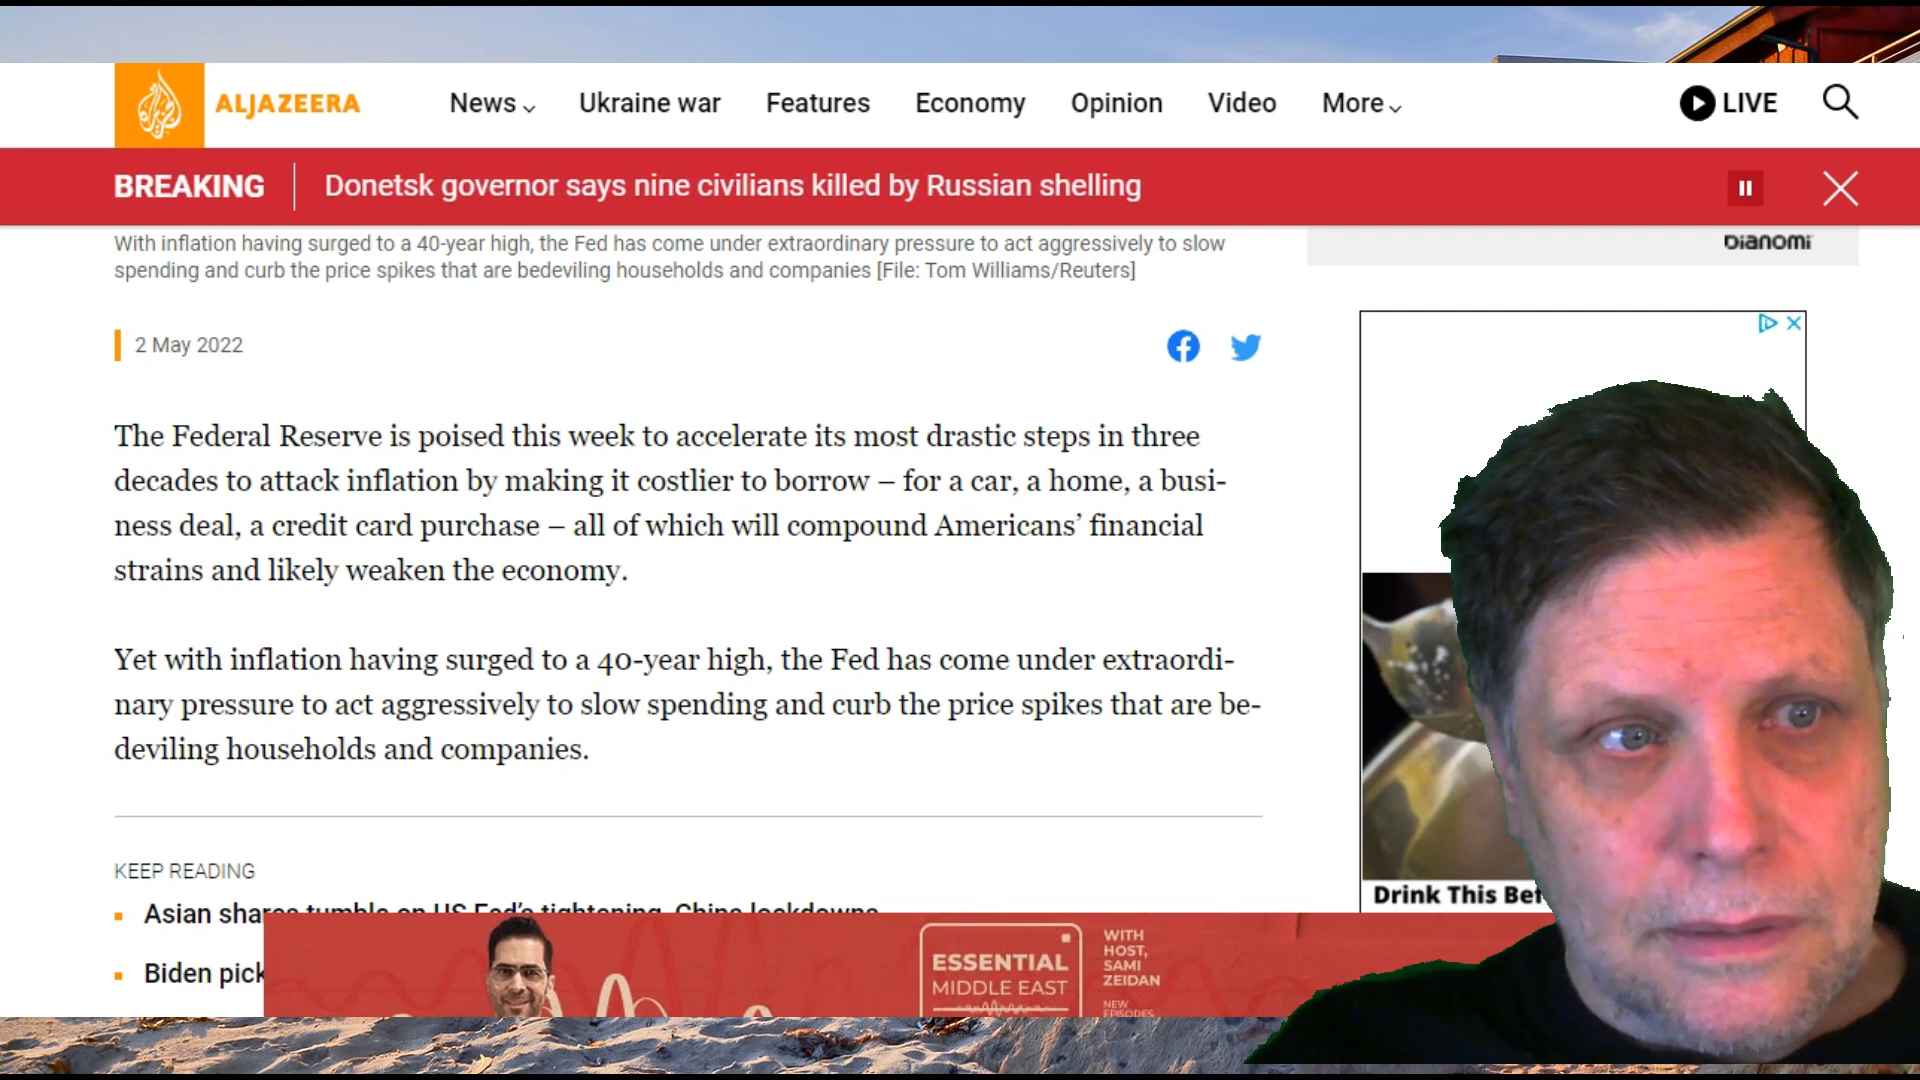 ALJAZEERA
News
Ukraine war
Features
Economy
Opinion
Video
More
LIVE
BREAKING
Donetsk governor says nine civilians killed by Russian shelling
With inflation having surged to a 40-year high, the Fed has come under extraordinary pressure to act aggressively to slow
spending and curb the price spikes that are bedeviling households and companies [File: Tom Williams/Reuters]
Dianomi
2 May 2022
The Federal Reserve is poised this week to accelerate its most drastic steps in three
decades to attack inflation by making it costlier to borrow – for a car, a home, a busi-
ness deal, a credit card purchase – all of which will compound Americans’ financial
strains and likely weaken the economy.
Yet with inflation having surged to a 40-year high, the Fed has come under extraordi-
nary pressure to act aggressively to slow spending and curb the price spikes that are be-
deviling households and companies.
KEEP READING
Asian shares tumble on US Fed’s tightening, China lockdowns
Biden pick
Drink This Bef
ESSENTIAL
MIDDLE EAST
WITH
HOST,
SAMI
ZEIDAN
NEW
EPISODES